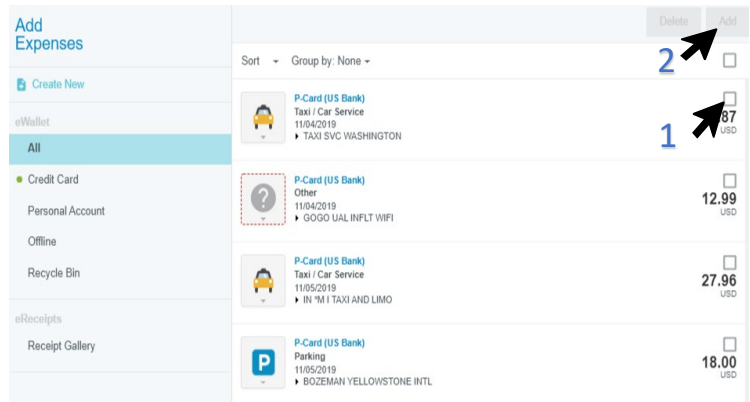 Add
Expenses
Delete
Add
Sort
Group by: None
2
Create New
eWallet
All
Credit Card
Personal Account
Offline
Recycle Bin
eReceipts
Receipt Gallery
P-Card (US Bank)
Taxi / Car Service
11/04/2019
TAXI SVC WASHINGTON
1
87
USD
P-Card (US Bank)
Other
11/04/2019
GOGO UAL INFLT WIFI
12.99
USD
P-Card (US Bank)
Taxi / Car Service
11/05/2019
IN *M I TAXI AND LIMO
27.96
USD
P
P-Card (US Bank)
Parking
11/05/2019
BOZEMAN YELLOWSTONE INTL
18.00
USD